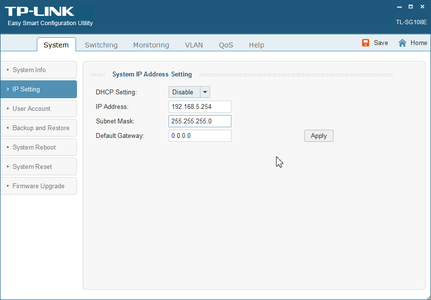 TP-LINK
Easy Smart Configuration Utility
TL-SG108E
System Switching Monitoring VLAN QoS Help Save Home
System Info
IP Setting
User Account
Backup and Restore
System Reboot
System Reset
Firmware Upgrade
System IP Address Setting
DHCP Setting: Disable
IP Address: 192.168.5.254
Subnet Mask: 255.255.255.0
Default Gateway: 0.0.0.0 Apply